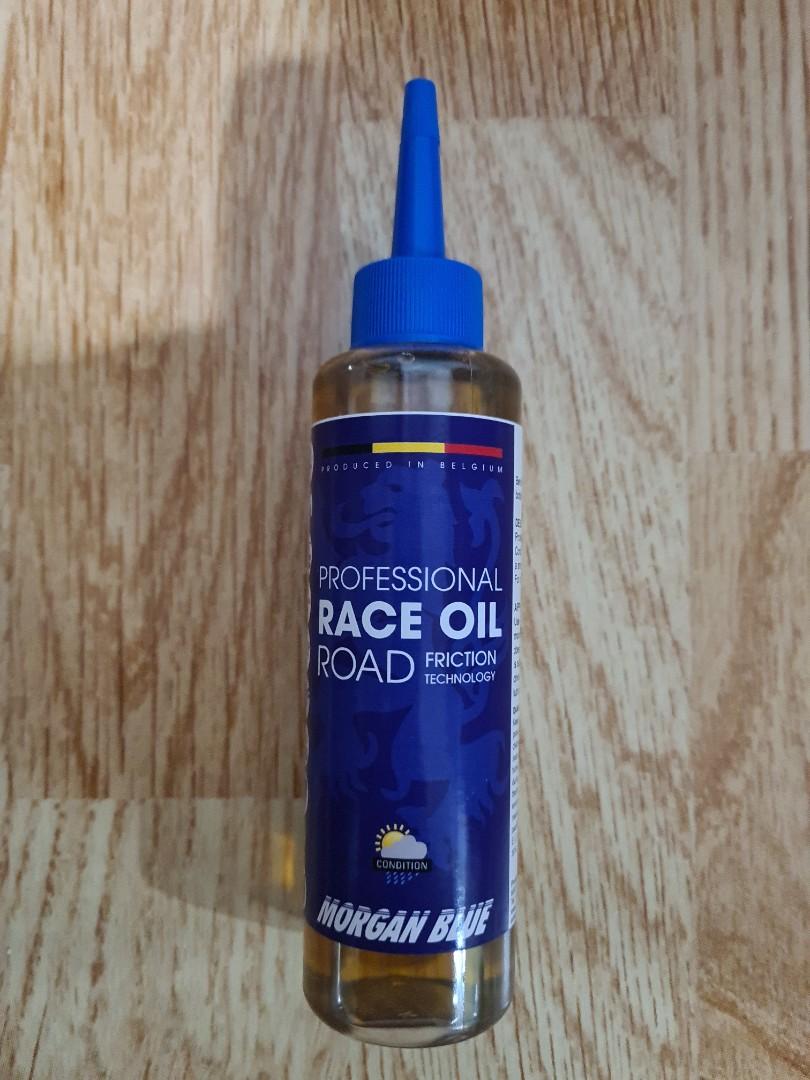 PRODUCED IN BELGIUM
PROFESSIONAL
RACE OIL
ROAD FRICTION
TECHNOLOGY
CONDITION
MORGAN BLUE